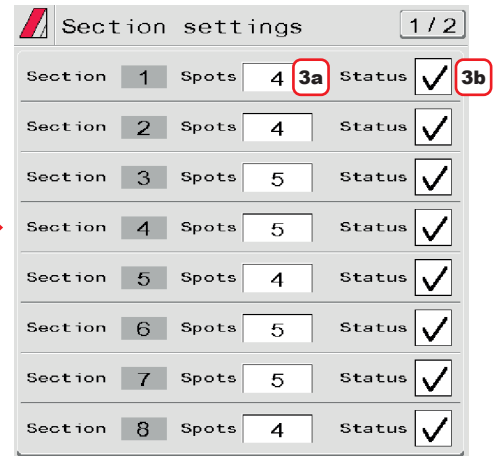 Section settings 1/2
Section 1 Spots 4 3a Status 3b
Section 2 Spots 4 Status
Section 3 Spots 5 Status
Section 4 Spots 5 Status
Section 5 Spots 4 Status
Section 6 Spots 5 Status
Section 7 Spots 5 Status
Section 8 Spots 4 Status